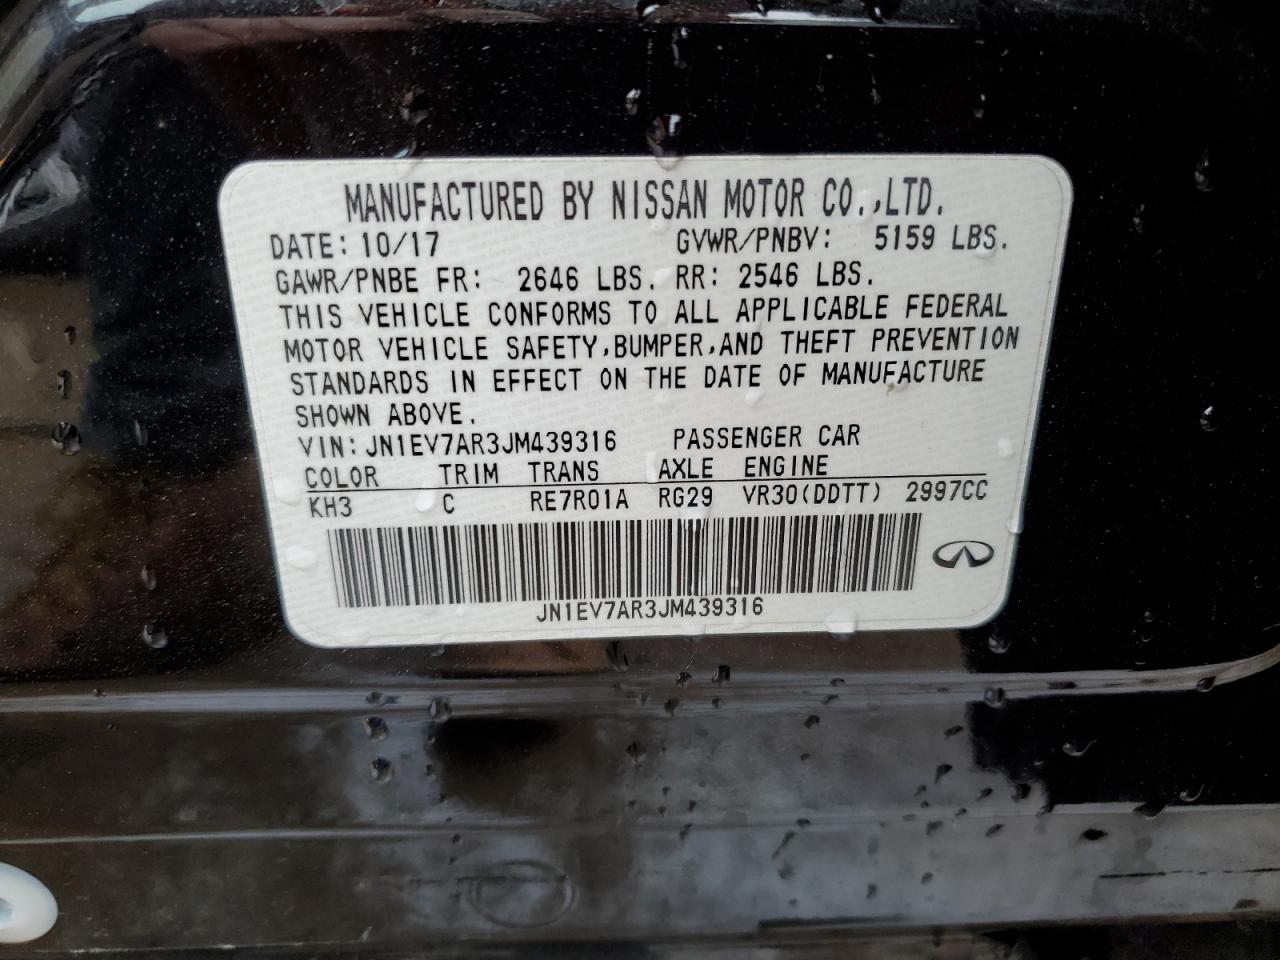 MANUFACTURED BY NISSAN MOTOR CO.,LTD.
DATE: 10/17 GVWR/PNBV: 5159 LBS.
GAWR/PNBE FR: 2646 LBS. RR: 2546 LBS.
THIS VEHICLE CONFORMS TO ALL APPLICABLE FEDERAL
MOTOR VEHICLE SAFETY,BUMPER,AND THEFT PREVENTION
STANDARDS IN EFFECT ON THE DATE OF MANUFACTURE
SHOWN ABOVE.
VIN: JN1EV7AR3JM439316 PASSENGER CAR
COLOR TRIM TRANS AXLE ENGINE
KH3 C RE7R01A RG29 VR30(DDTT) 2997CC
JN1EV7AR3JM439316